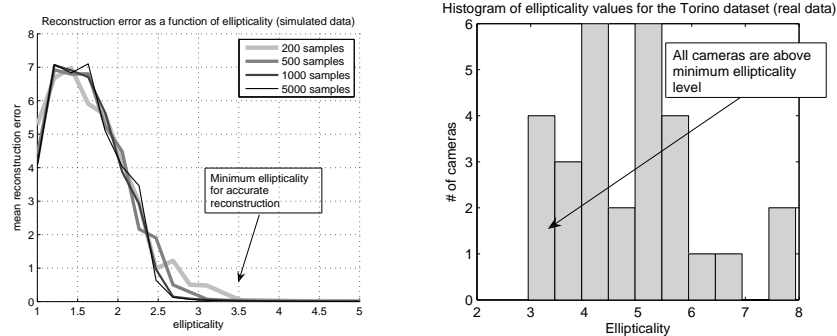 Reconstruction error as a function of ellipticality (simulated data)
8
7
6
5
4
3
2
1
0
mean reconstruction error
200 samples
500 samples
1000 samples
5000 samples
Minimum ellipticality
for accurate
reconstruction
1 1.5 2 2.5 3 3.5 4 4.5 5
ellipticality
Histogram of ellipticality values for the Torino dataset (real data)
6
5
4
3
2
1
0
# of cameras
All cameras are above
minimum ellipticality
level
2 3 4 5 6 7 8
Ellipticality